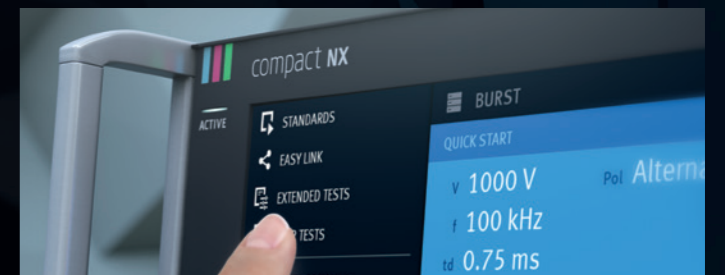 compact NX
ACTIVE
STANDARDS
EASY LINK
EXTENDED TESTS
TESTS
BURST
QUICK START
V 1000 V
Pol Alterna
f 100 kHz
td 0.75 ms